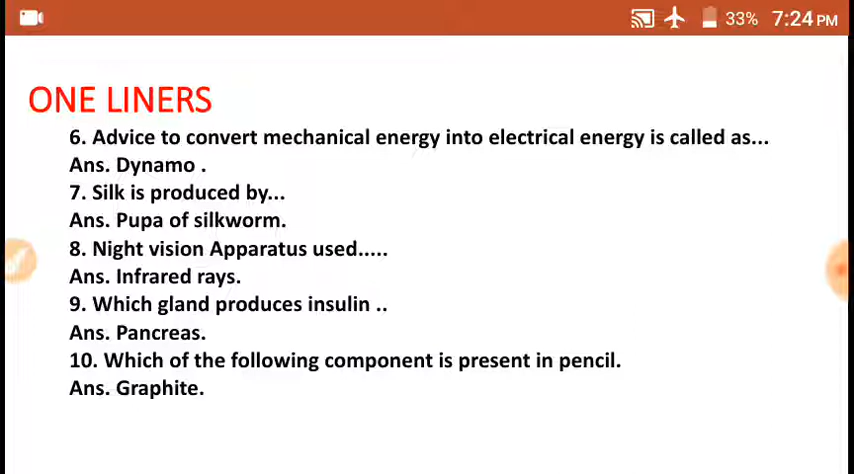 33% 7:24 PM
ONE LINERS
6. Advice to convert mechanical energy into electrical energy is called as...
Ans. Dynamo .
7. Silk is produced by...
Ans. Pupa of silkworm.
8. Night vision Apparatus used.....
Ans. Infrared rays.
9. Which gland produces insulin ..
Ans. Pancreas.
10. Which of the following component is present in pencil.
Ans. Graphite.